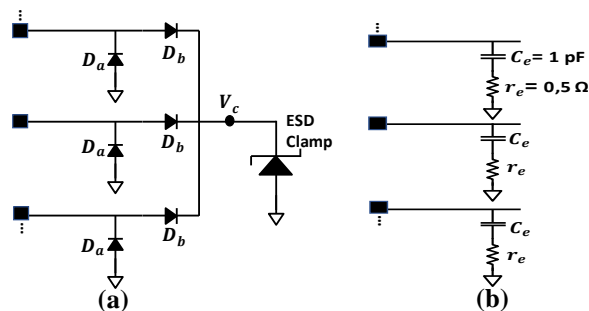 D_a
D_b
V_c
ESD
Clamp
D_a
D_b
D_a
D_b
(a)
C_e = 1 pF
r_e = 0,5 Ω
C_e
r_e
C_e
r_e
(b)